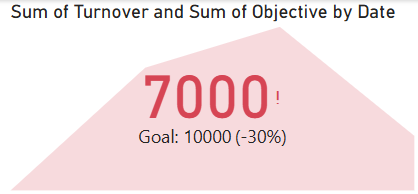 Sum of Turnover and Sum of Objective by Date
7000!
Goal: 10000 (-30%)